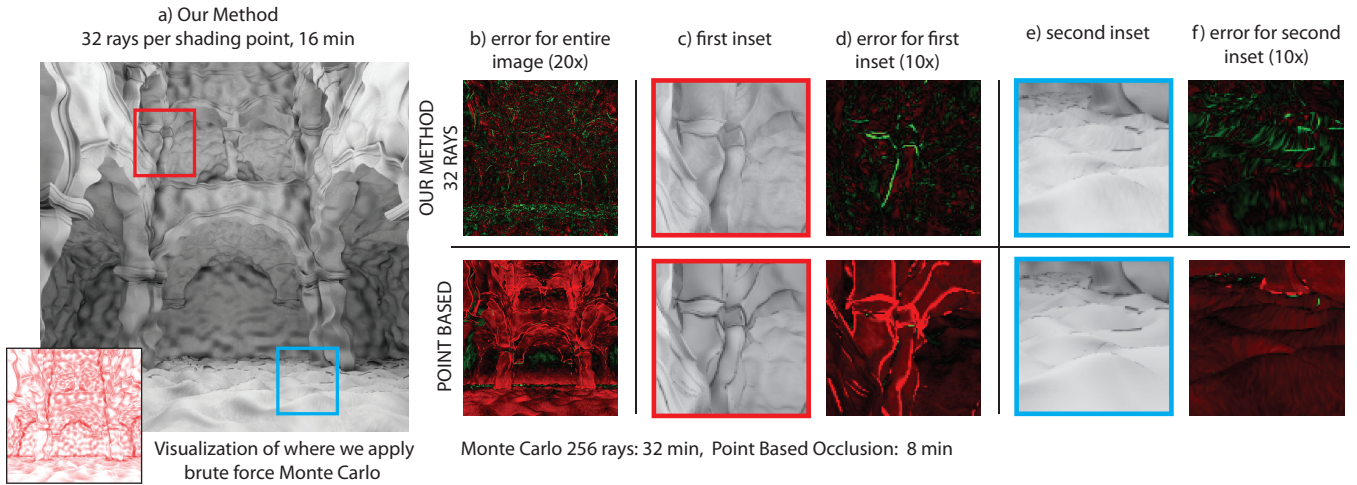 a) Our Method
32 rays per shading point, 16 min
b) error for entire
image (20x)
c) first inset
d) error for first
inset (10x)
e) second inset
f) error for second
inset (10x)
OUR METHOD
32 RAYS
POINT BASED
Visualization of where we apply
brute force Monte Carlo
Monte Carlo 256 rays: 32 min, Point Based Occlusion: 8 min